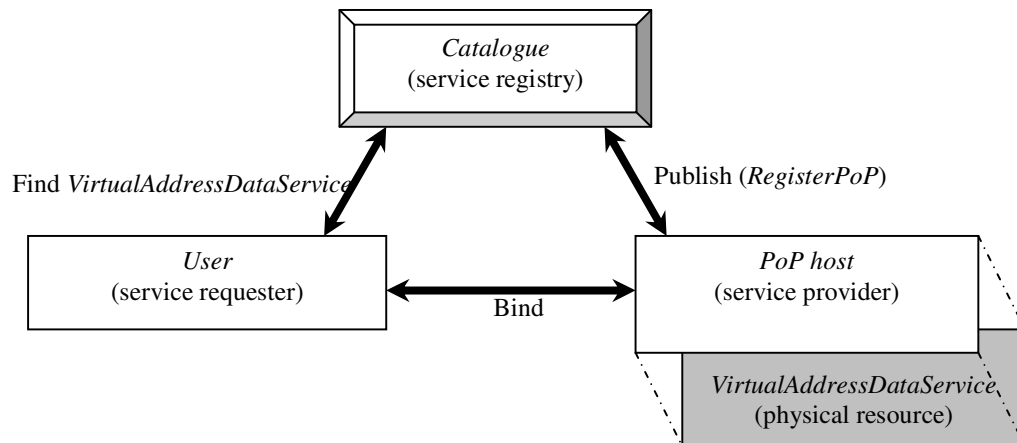 Catalogue
(service registry)
Find VirtualAddressDataService
Publish (RegisterPoP)
User
(service requester)
Bind
PoP host
(service provider)
VirtualAddressDataService
(physical resource)